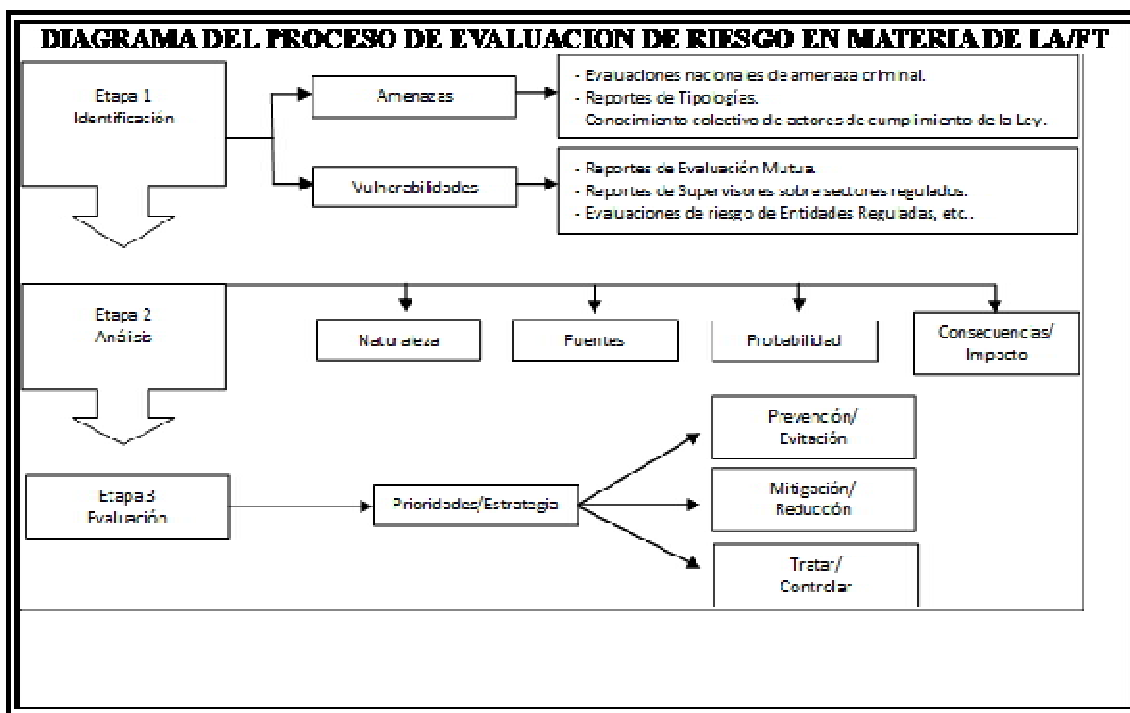 DIAGRAMA DEL PROCESO DE EVALUACION DE RIESGO EN MATERIA DE LA/FT
Etapa 1
Identificación
Amenazas
- Evaluaciones nacionales de amenaza criminal.
- Reportes de Tipologías.
Conocimiento colectivo de actores de cumplimiento de la Ley.
Vulnerabilidades
- Reportes de Evaluación Mutua.
- Reportes de Supervisores sobre sectores regulados.
- Evaluaciones de riesgo de Entidades Reguladas, etc..
Etapa 2
Análisis
Naturaleza
Fuentes
Probabilidad
Consecuencias/
Impacto
Prevención/
Evitación
Etapa 3
Evaluación
Prioridades/Estrategia
Mitigación/
Reducción
Tratar/
Controlar